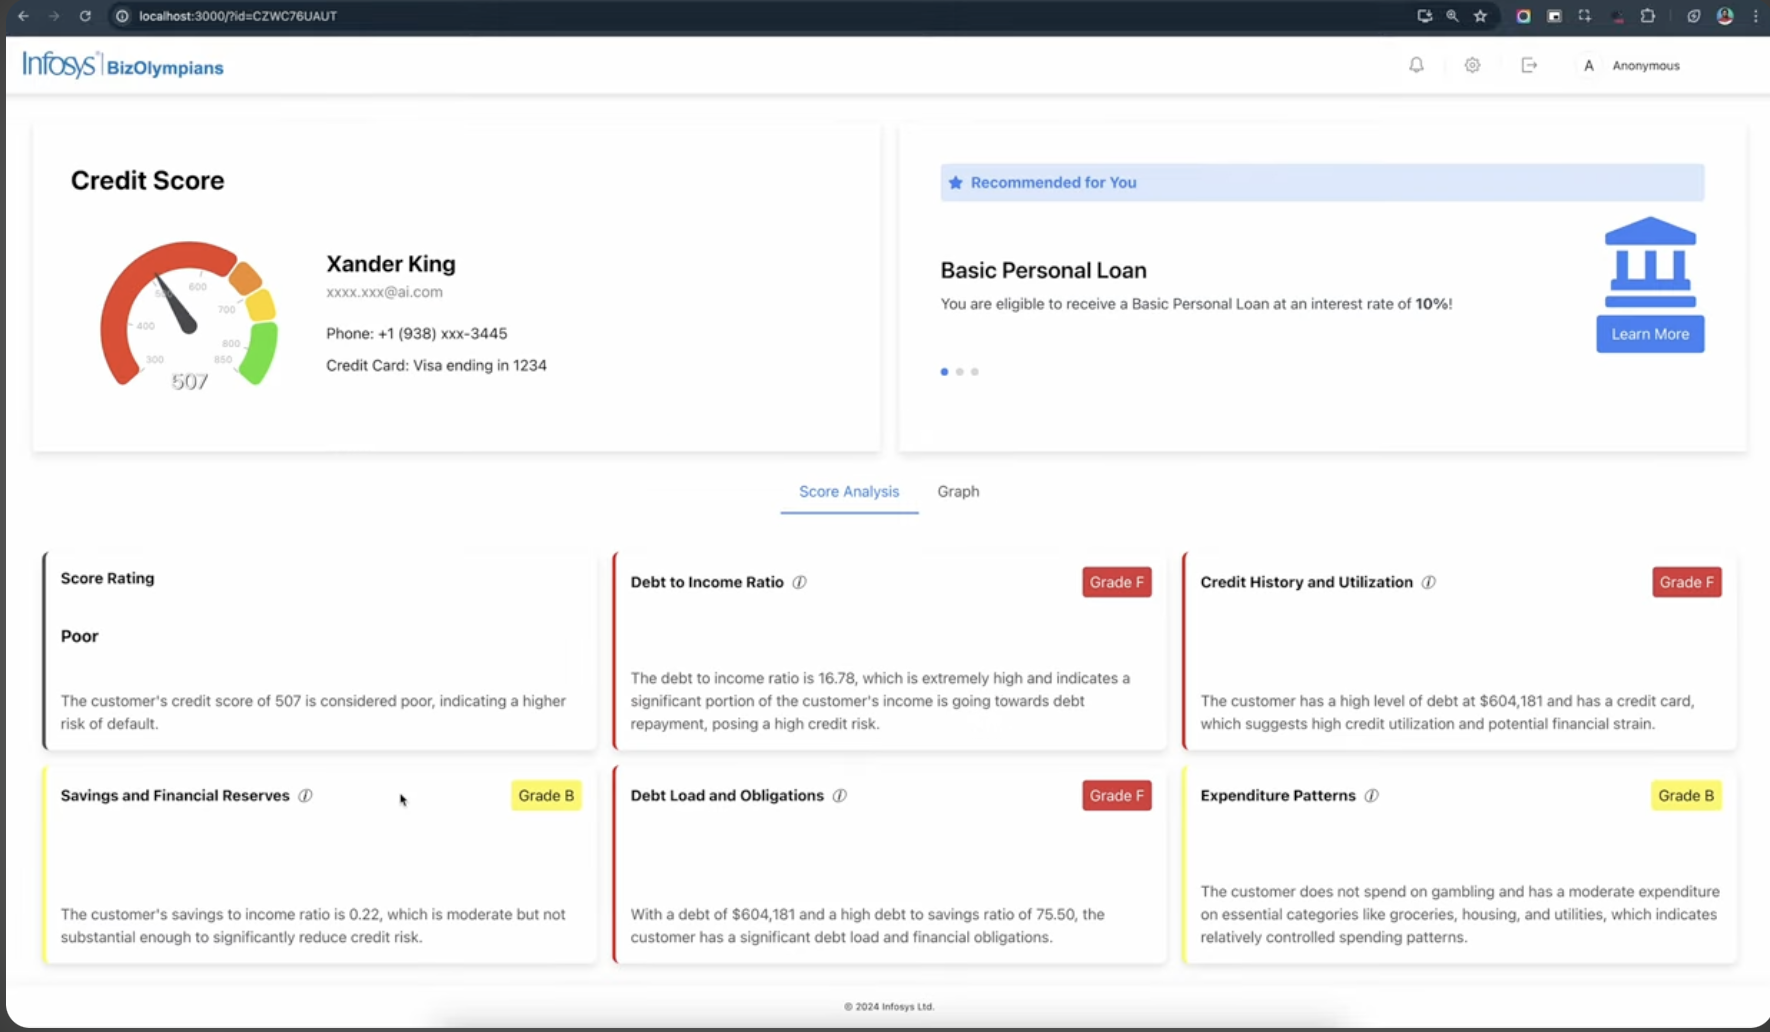 localhost:3000/?id=CZWC76UAUT
Infosys | BizOlympians
A Anonymous
Credit Score
300
400
600
700
800
850
507
Xander King
xxxx.xxx@ai.com
Phone: +1 (938) xxx-3445
Credit Card: Visa ending in 1234
Recommended for You
Basic Personal Loan
You are eligible to receive a Basic Personal Loan at an interest rate of 10%!
Learn More
Score Analysis
Graph
Score Rating
Poor
The customer's credit score of 507 is considered poor, indicating a higher
risk of default.
Debt to Income Ratio
Grade F
The debt to income ratio is 16.78, which is extremely high and indicates a
significant portion of the customer's income is going towards debt
repayment, posing a high credit risk.
Credit History and Utilization
Grade F
The customer has a high level of debt at $604,181 and has a credit card,
which suggests high credit utilization and potential financial strain.
Savings and Financial Reserves
Grade B
The customer's savings to income ratio is 0.22, which is moderate but not
substantial enough to significantly reduce credit risk.
Debt Load and Obligations
Grade F
With a debt of $604,181 and a high debt to savings ratio of 75.50, the
customer has a significant debt load and financial obligations.
Expenditure Patterns
Grade B
The customer does not spend on gambling and has a moderate expenditure
on essential categories like groceries, housing, and utilities, which indicates
relatively controlled spending patterns.
© 2024 Infosys Ltd.